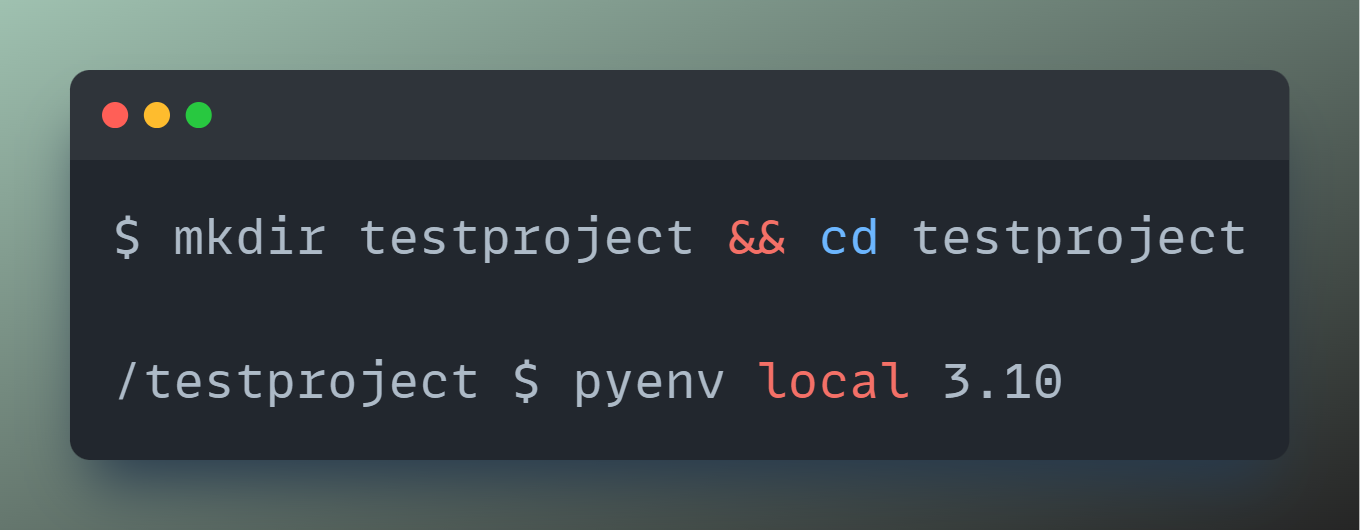 $ mkdir testproject && cd testproject
/testproject $ pyenv local 3.10